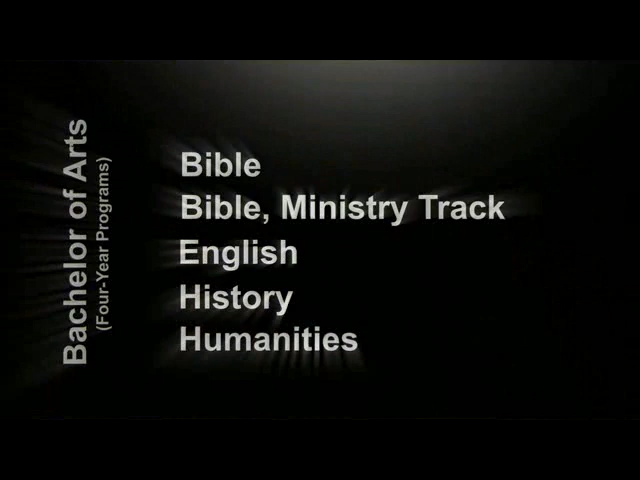 Bachelor of Arts
(Four-Year Programs)
Bible
Bible, Ministry Track
English
History
Humanities